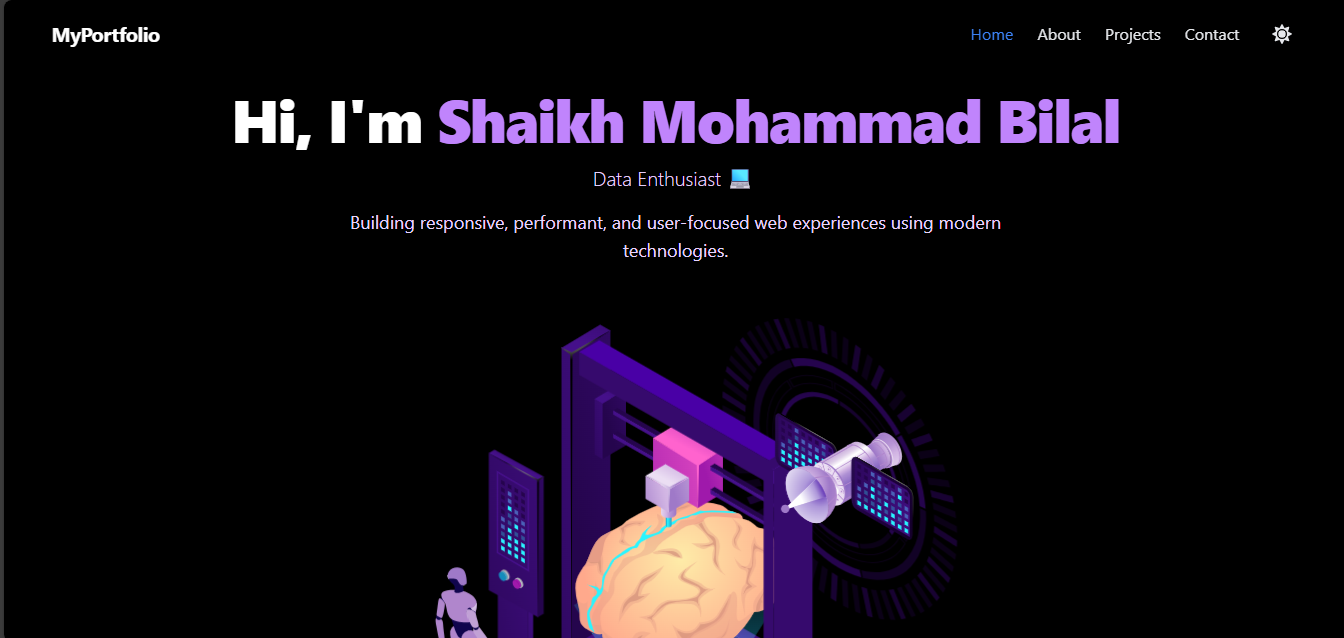 MyPortfolio
Home About Projects Contact
Hi, I'm Shaikh Mohammad Bilal
Data Enthusiast 💻
Building responsive, performant, and user-focused web experiences using modern
technologies.